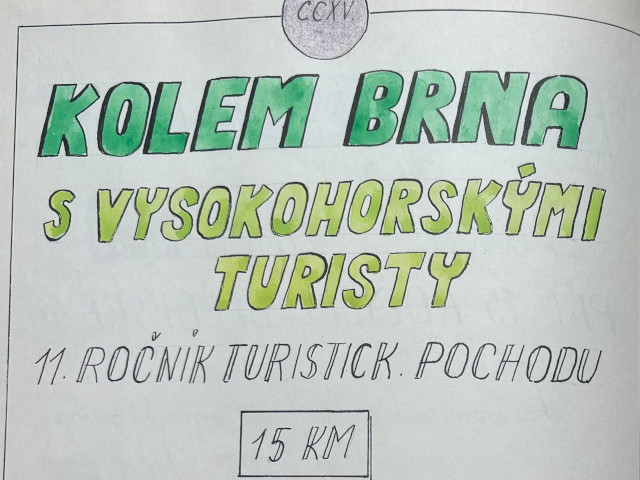 CCXV.
KOLEM BRNA
S VYSOKOHORSKÝMI
TURISTY
11. ROČNÍK TURISTICK. POCHODU
15 KM